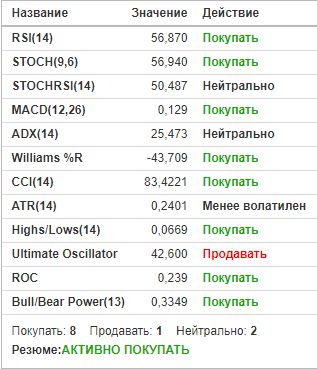 Название Значение Действие
RSI(14) 56,870 Покупать
STOCH(9,6) 56,940 Покупать
STOCHRSI(14) 50,487 Нейтрально
MACD(12,26) 0,129 Покупать
ADX(14) 25,473 Нейтрально
Williams %R -43,709 Покупать
CCI(14) 83,4221 Покупать
ATR(14) 0,2401 Менее волатилен
Highs/Lows(14) 0,0669 Покупать
Ultimate Oscillator 42,600 Продавать
ROC 0,239 Покупать
Bull/Bear Power(13) 0,3349 Покупать
Покупать: 8 Продавать: 1 Нейтрально: 2
Резюме:АКТИВНО ПОКУПАТЬ